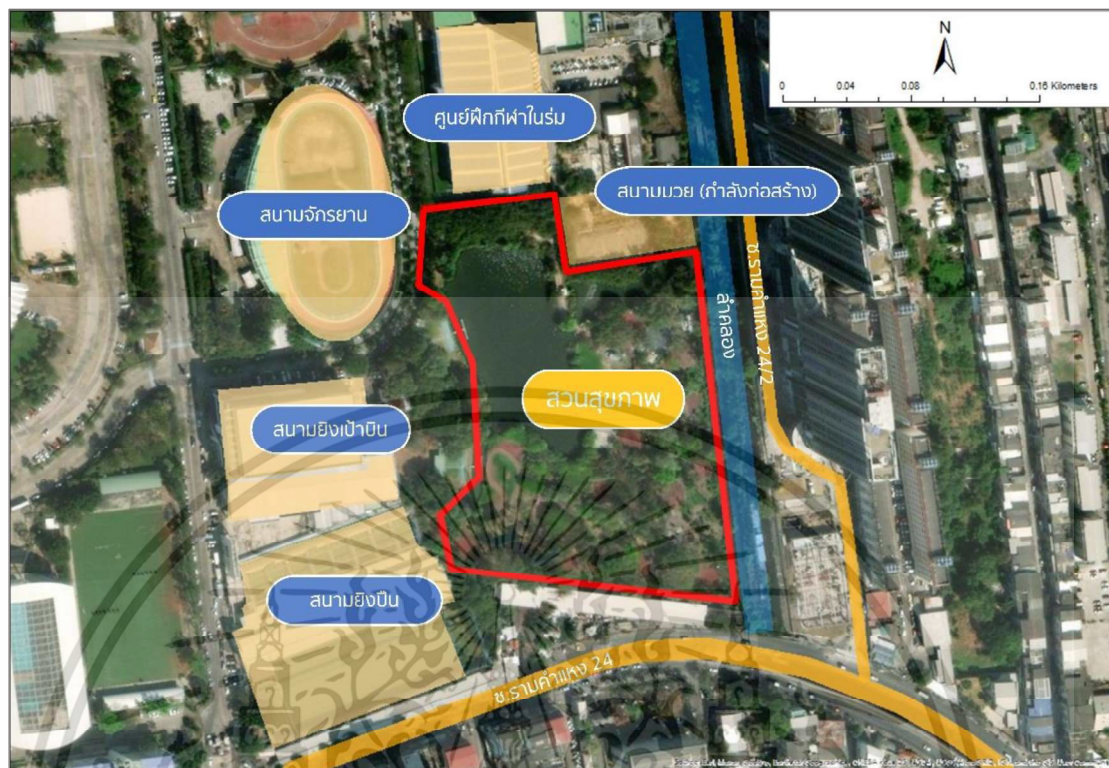 N
0 0.04 0.08 0.16 Kilometers
ศูนย์ฝึกกีฬาในร่ม
สนามมวย (กำลังก่อสร้าง)
สนามจักรยาน
ซ.รามคำแหง 24/2
ลำคลอง
สวนสุขภาพ
สนามยิงเป้าบิน
สนามยิงปืน
ซ.รามคำแหง 24